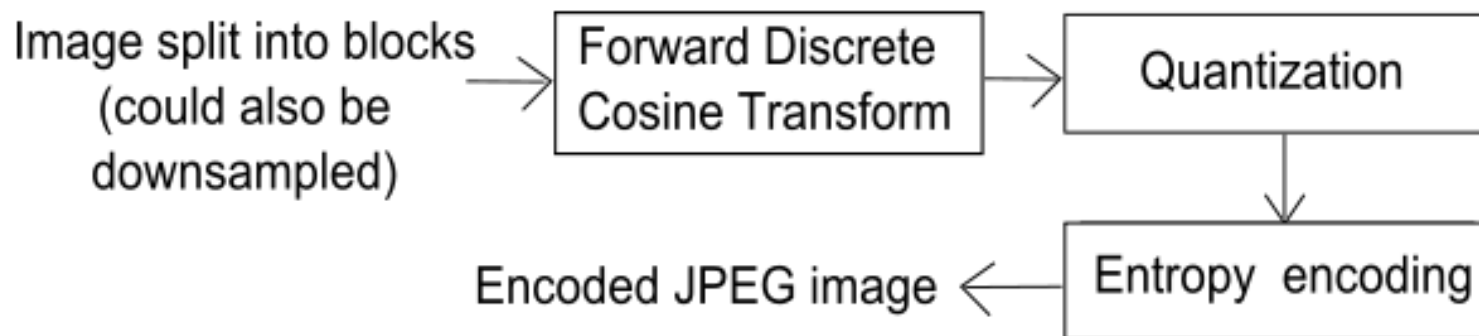 Image split into blocks
(could also be
downsampled)
Forward Discrete
Cosine Transform
Quantization
Entropy encoding
Encoded JPEG image